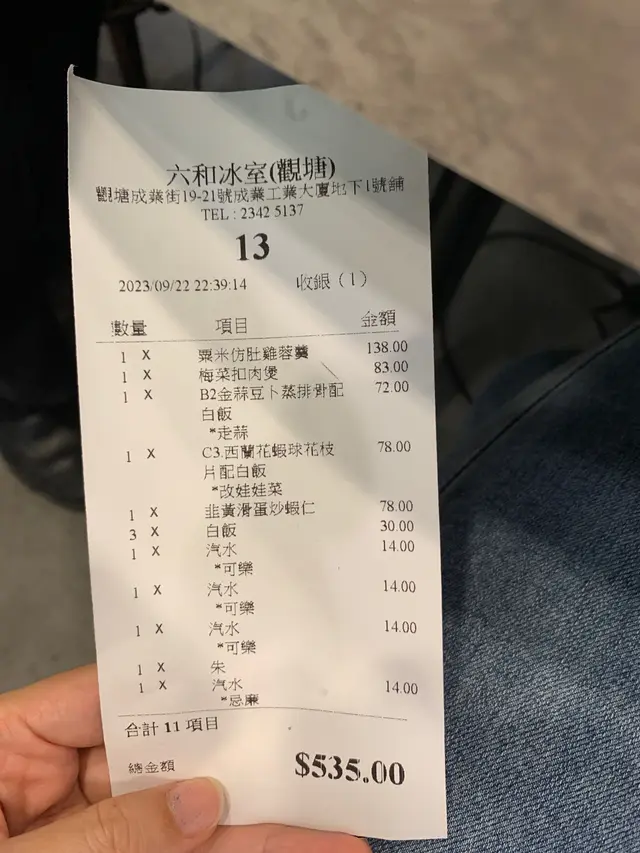 六和冰室(觀塘)
觀塘成業街19-21號成業工業大廈地下1號舖
TEL : 2342 5137
13
2023/09/22 22:39:14 收銀（1）
數量 項目 金額
1 X 粟米仿肚雞蓉羹 138.00
1 X 梅菜扣肉煲 83.00
1 X B2金蒜豆卜蒸排骨配 72.00
白飯
*走蒜
1 X C3.西蘭花蝦球花枝 78.00
片配白飯
*改娃娃菜
1 X 韭黃滑蛋炒蝦仁 78.00
3 X 白飯 30.00
1 X 汽水 14.00
*可樂
1 X 汽水 14.00
*可樂
1 X 汽水 14.00
*可樂
1 X 朱
1 X 汽水 14.00
*忌廉
合計 11 項目
總金額 $535.00